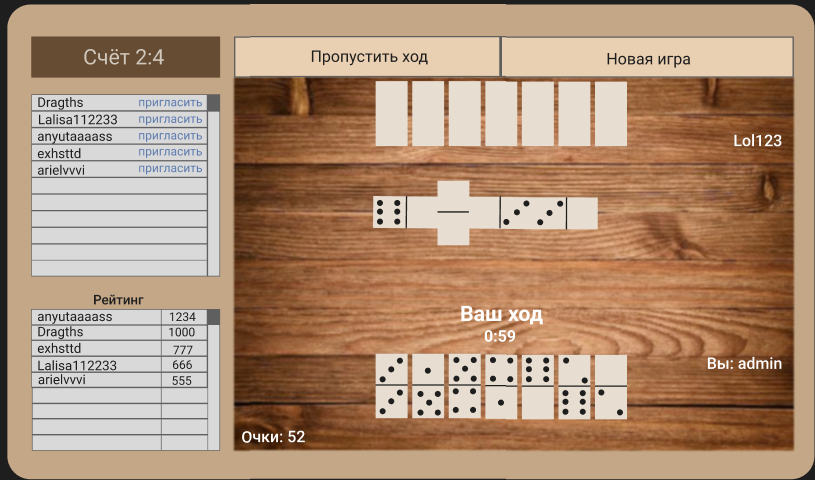 Счёт 2:4
Пропустить ход
Новая игра
Dragths пригласить
Lalisa112233 пригласить
anyutaaaass пригласить
exhsttd пригласить
arielvvvi пригласить
Lol123
Рейтинг
anyutaaaass 1234
Dragths 1000
exhsttd 777
Lalisa112233 666
arielvvvi 555
Ваш ход
0:59
Вы: admin
Очки: 52